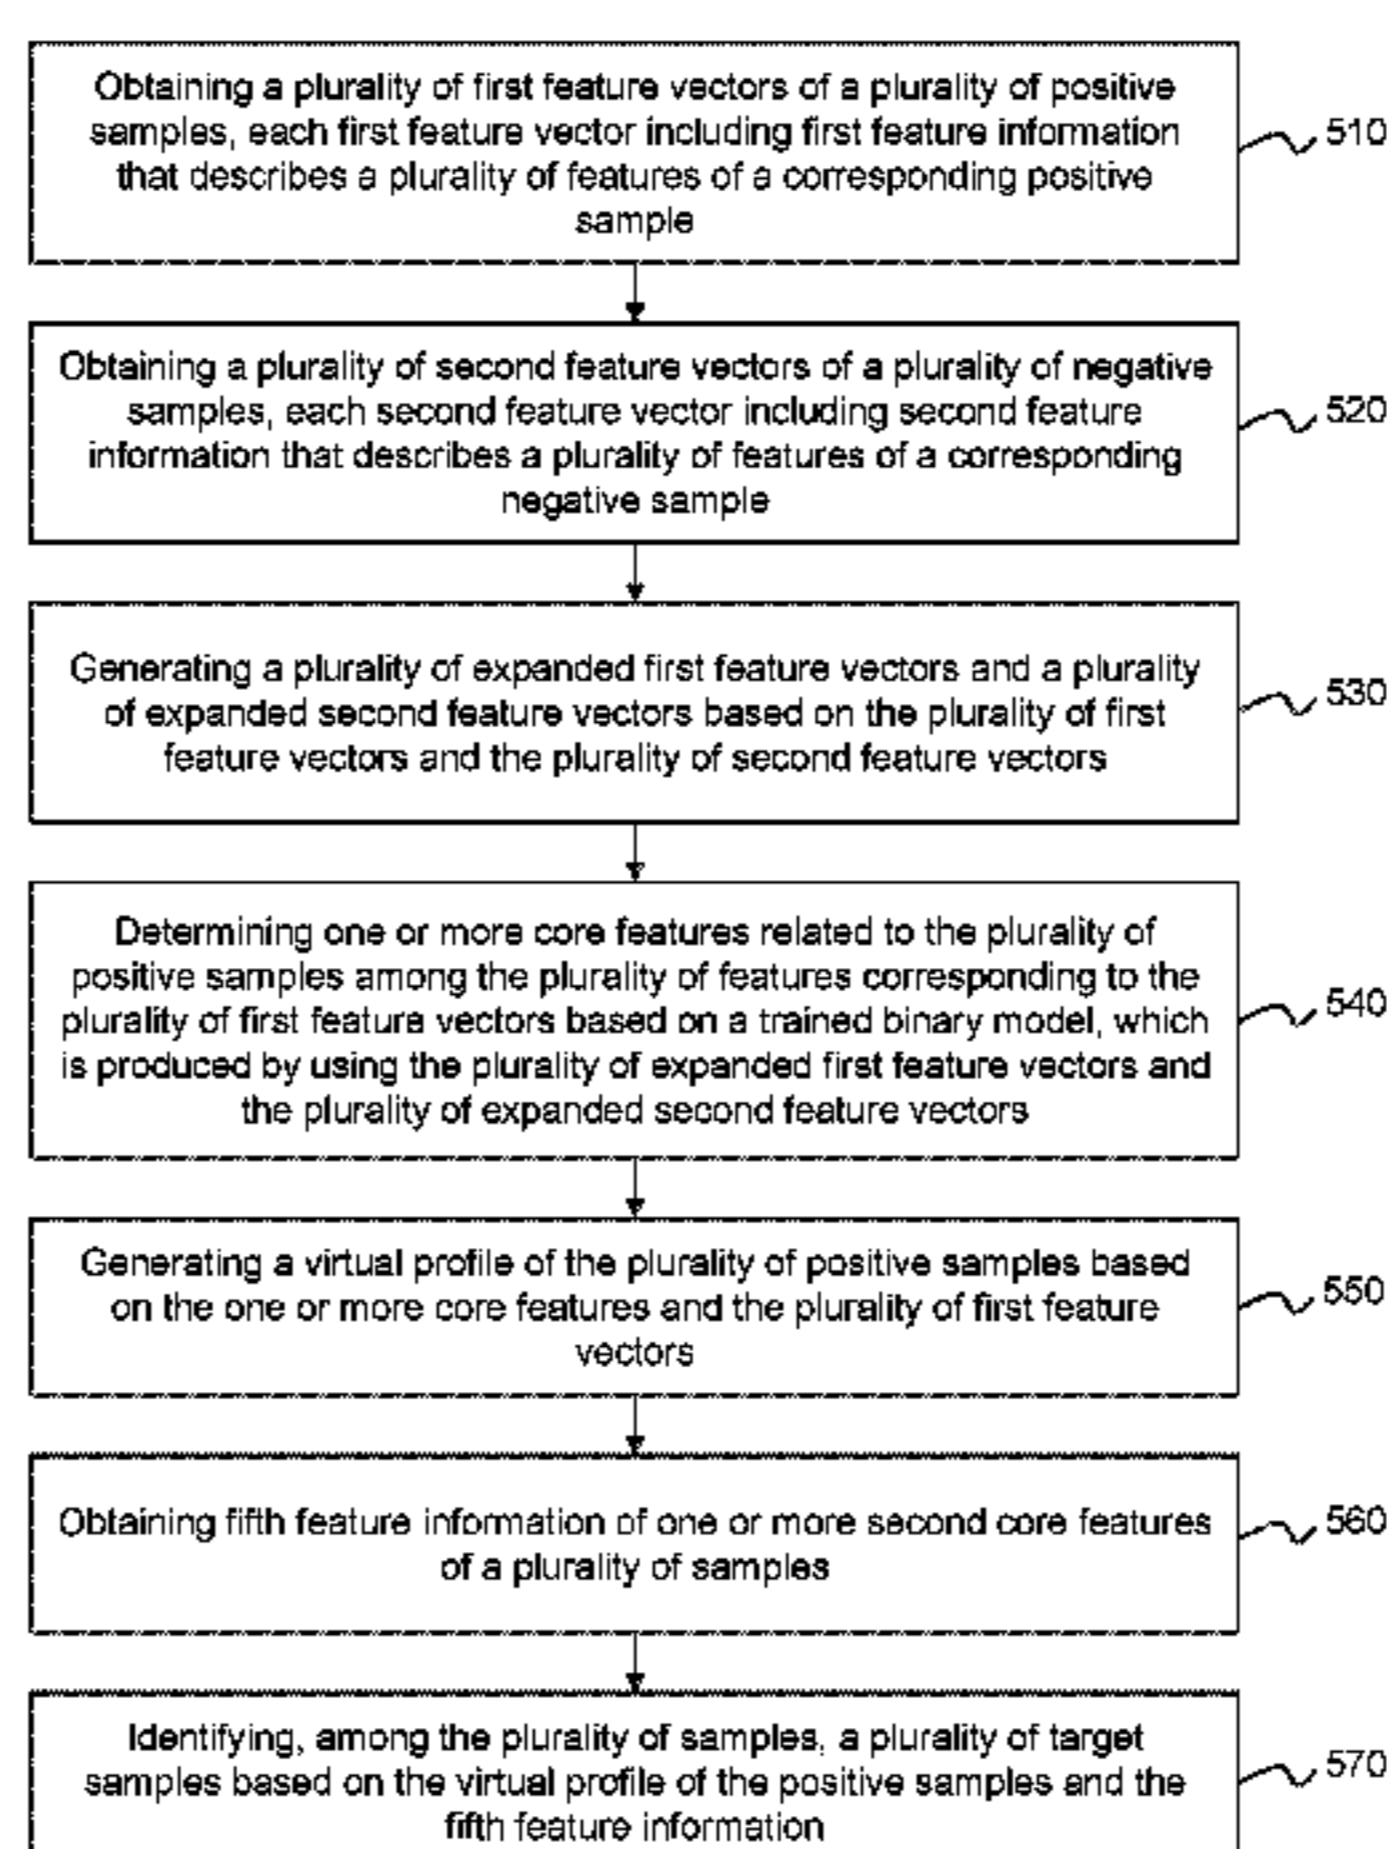 Obtaining a plurality of first feature vectors of a plurality of positive
samples, each first feature vector including first feature information
that describes a plurality of features of a corresponding positive
sample
510
Obtaining a plurality of second feature vectors of a plurality of negative
samples, each second feature vector including second feature
information that describes a plurality of features of a corresponding
negative sample
520
Generating a plurality of expanded first feature vectors and a plurality
of expanded second feature vectors based on the plurality of first
feature vectors and the plurality of second feature vectors
530
Determining one or more core features related to the plurality of
positive samples among the plurality of features corresponding to the
plurality of first feature vectors based on a trained binary model, which
is produced by using the plurality of expanded first feature vectors and
the plurality of expanded second feature vectors
540
Generating a virtual profile of the plurality of positive samples based
on the one or more core features and the plurality of first feature
vectors
550
Obtaining fifth feature information of one or more second core features
of a plurality of samples
560
Identifying, among the plurality of samples, a plurality of target
samples based on the virtual profile of the positive samples and the
fifth feature information
570